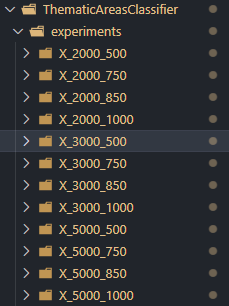 ThematicAreasClassifier
experiments
X_2000_500
X_2000_750
X_2000_850
X_2000_1000
X_3000_500
X_3000_750
X_3000_850
X_3000_1000
X_5000_500
X_5000_750
X_5000_850
X_5000_1000